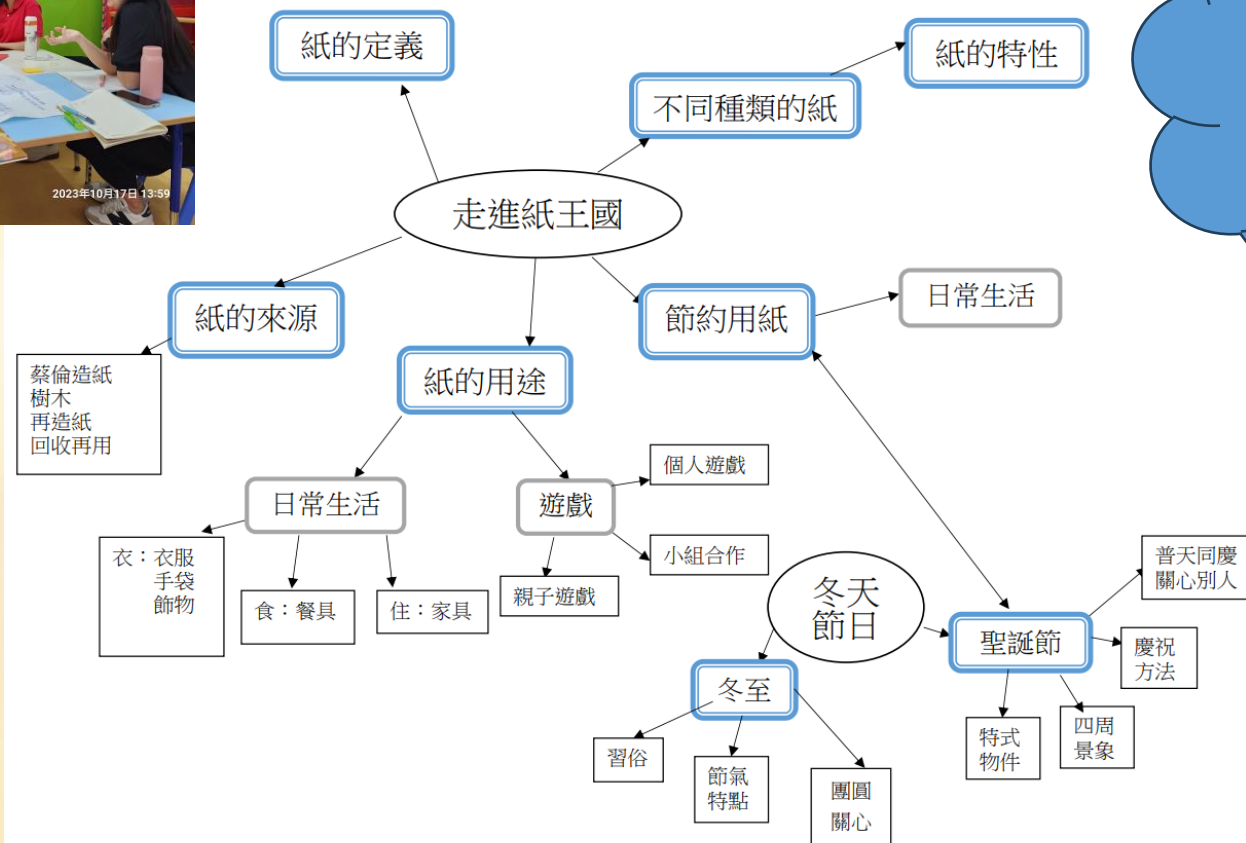 2023年10月17日 13:59
紙的定義
紙的特性
不同種類的紙
走進紙王國
紙的來源
蔡倫造紙
樹木
再造紙
回收再用
紙的用途
節約用紙
日常生活
日常生活
衣：衣服
手袋
飾物
食：餐具
住：家具
遊戲
個人遊戲
小組合作
親子遊戲
冬天
節日
冬至
習俗
節氣
特點
團圓
關心
聖誕節
普天同慶
關心別人
慶祝
方法
特式
物件
四周
景象